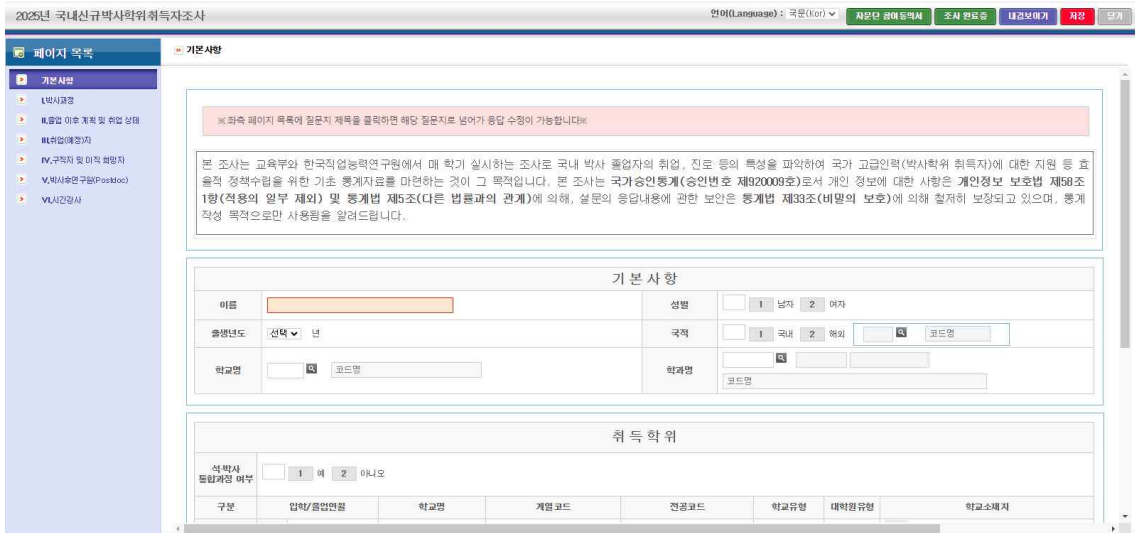 2025년 국내신규박사학위취득자조사
언어(Language) : 국문(Kor) 자문단 참여동의서 조사 완료증 내검보이기 저장 닫기
페이지 목록
기본사항
I.박사과정
II.졸업 이후 계획 및 취업 상태
III.취업(예정)자
IV.구직자 및 이직 희망자
V.박사후연구원(Postdoc)
VI.시간강사
기본사항
※좌측 페이지 목록에 질문지 제목을 클릭하면 해당 질문지로 넘어가 응답 수정이 가능합니다※
본 조사는 교육부와 한국직업능력연구원에서 매 학기 실시하는 조사로 국내 박사 졸업자의 취업, 진로 등의 특성을 파악하여 국가 고급인력(박사학위 취득자)에 대한 지원 등 효
율적 정책수립을 위한 기초 통계자료를 마련하는 것이 그 목적입니다. 본 조사는 국가승인통계(승인번호 제920009호)로서 개인 정보에 대한 사항은 개인정보 보호법 제58조
1항(적용의 일부 제외) 및 통계법 제5조(다른 법률과의 관계)에 의해, 설문의 응답내용에 관한 보안은 통계법 제33조(비밀의 보호)에 의해 철저히 보장되고 있으며, 통계
작성 목적으로만 사용됨을 알려드립니다.
기본사항
이름 성별 1 남자 2 여자
출생년도 선택 년 국적 1 국내 2 해외 코드명
학교명 코드명 학과명
코드명
취득학위
석·박사
통합과정 여부 1 예 2 아니오
구분 입학/졸업연월 학교명 계열코드 전공코드 학교유형 대학원유형 학교소재지